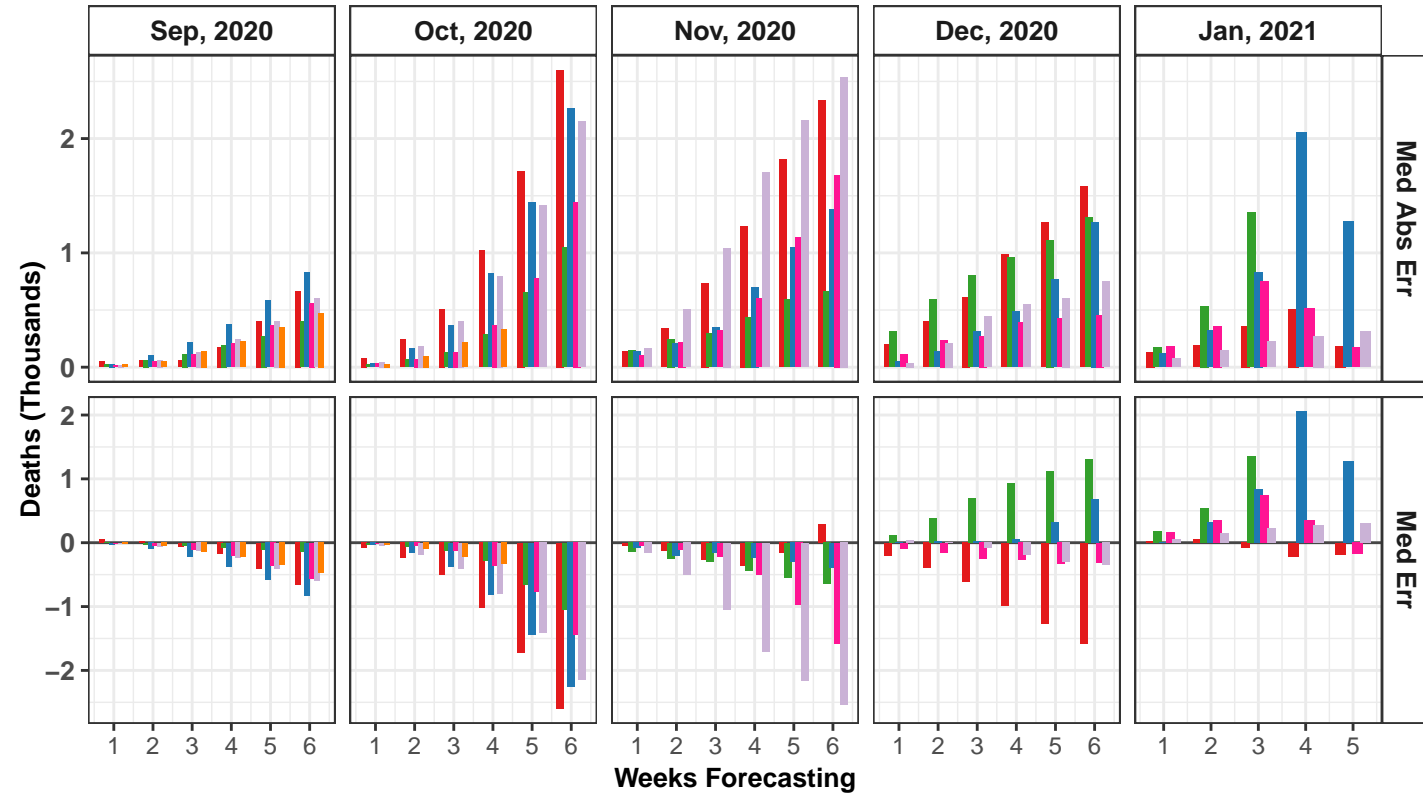 Sep, 2020 Oct, 2020 Nov, 2020 Dec, 2020 Jan, 2021
Deaths (Thousands)
2
1
0
Med Abs Err
2
1
0
−1
−2
Med Err
1 2 3 4 5 6 1 2 3 4 5 6 1 2 3 4 5 6 1 2 3 4 5 6 1 2 3 4 5
Weeks Forecasting